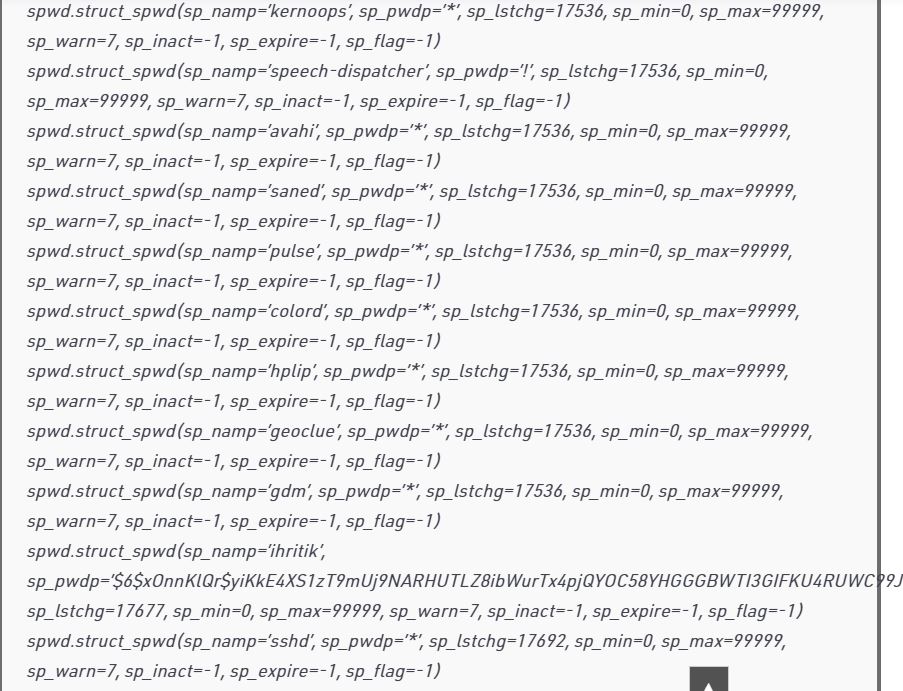 spwd.struct_spwd(sp_namp=’kernoops’, sp_pwdp=’*’, sp_lstchg=17536, sp_min=0, sp_max=99999,
sp_warn=7, sp_inact=-1, sp_expire=-1, sp_flag=-1)
spwd.struct_spwd(sp_namp=’speech-dispatcher’, sp_pwdp=’!’, sp_lstchg=17536, sp_min=0,
sp_max=99999, sp_warn=7, sp_inact=-1, sp_expire=-1, sp_flag=-1)
spwd.struct_spwd(sp_namp=’avahi’, sp_pwdp=’*’, sp_lstchg=17536, sp_min=0, sp_max=99999,
sp_warn=7, sp_inact=-1, sp_expire=-1, sp_flag=-1)
spwd.struct_spwd(sp_namp=’saned’, sp_pwdp=’*’, sp_lstchg=17536, sp_min=0, sp_max=99999,
sp_warn=7, sp_inact=-1, sp_expire=-1, sp_flag=-1)
spwd.struct_spwd(sp_namp=’pulse’, sp_pwdp=’*’, sp_lstchg=17536, sp_min=0, sp_max=99999,
sp_warn=7, sp_inact=-1, sp_expire=-1, sp_flag=-1)
spwd.struct_spwd(sp_namp=’colord’, sp_pwdp=’*’, sp_lstchg=17536, sp_min=0, sp_max=99999,
sp_warn=7, sp_inact=-1, sp_expire=-1, sp_flag=-1)
spwd.struct_spwd(sp_namp=’hplip’, sp_pwdp=’*’, sp_lstchg=17536, sp_min=0, sp_max=99999,
sp_warn=7, sp_inact=-1, sp_expire=-1, sp_flag=-1)
spwd.struct_spwd(sp_namp=’geoclue’, sp_pwdp=’*’, sp_lstchg=17536, sp_min=0, sp_max=99999,
sp_warn=7, sp_inact=-1, sp_expire=-1, sp_flag=-1)
spwd.struct_spwd(sp_namp=’gdm’, sp_pwdp=’*’, sp_lstchg=17536, sp_min=0, sp_max=99999,
sp_warn=7, sp_inact=-1, sp_expire=-1, sp_flag=-1)
spwd.struct_spwd(sp_namp=’ihritik’,
sp_pwdp=’$6$xOnnKlQr$yiKkE4XS1zT9mUj9NARHUTLZ8ibWurTx4pjQYOC58YHGGGBWTI3GIFKU4RUWC99J
sp_lstchg=17677, sp_min=0, sp_max=99999, sp_warn=7, sp_inact=-1, sp_expire=-1, sp_flag=-1)
spwd.struct_spwd(sp_namp=’sshd’, sp_pwdp=’*’, sp_lstchg=17692, sp_min=0, sp_max=99999,
sp_warn=7, sp_inact=-1, sp_expire=-1, sp_flag=-1)